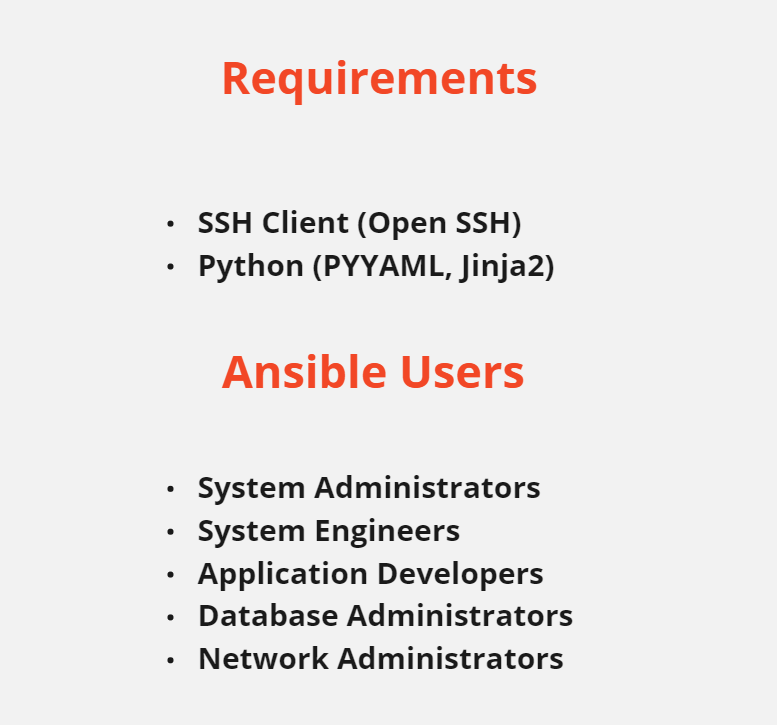 Requirements
• SSH Client (Open SSH)
• Python (PYYAML, Jinja2)
Ansible Users
• System Administrators
• System Engineers
• Application Developers
• Database Administrators
• Network Administrators